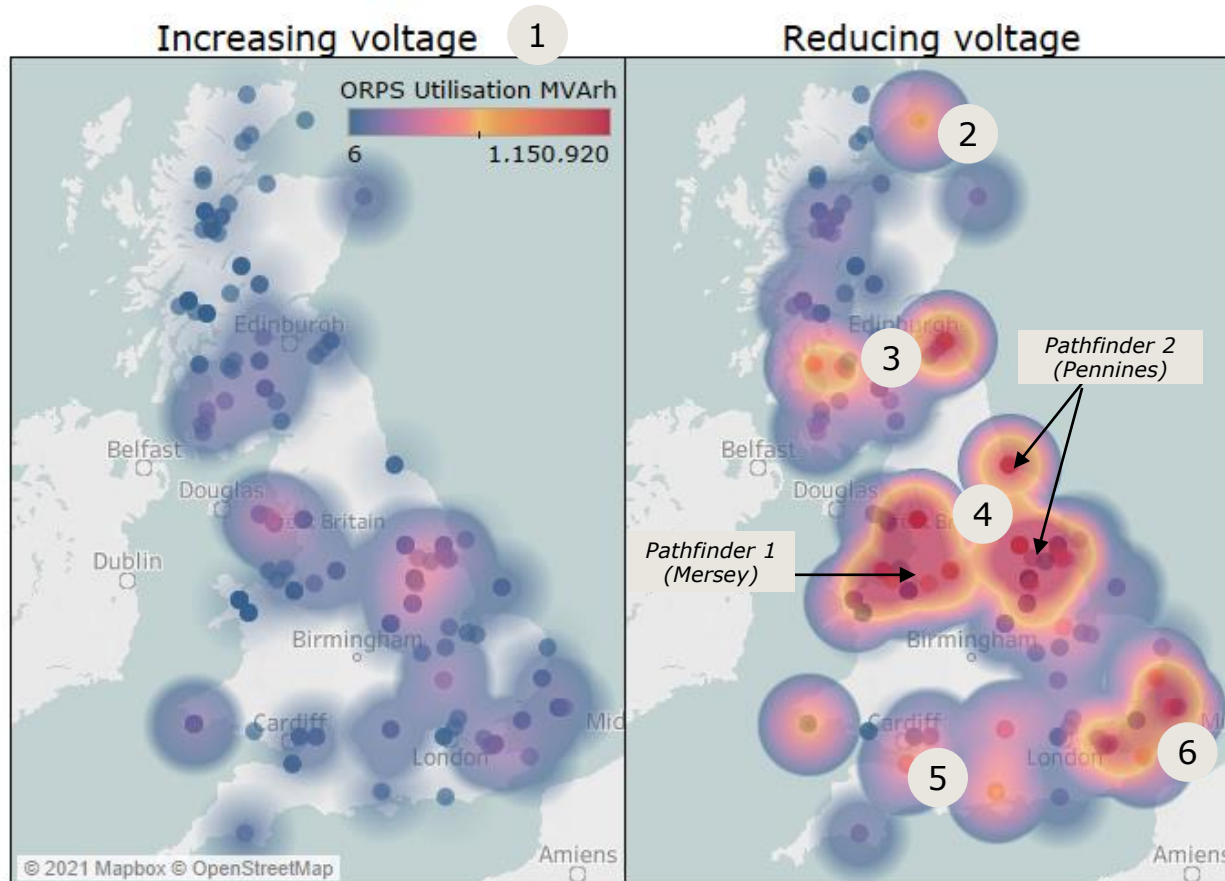 Increasing voltage
1
Reducing voltage
ORPS Utilisation MVArh
6
1.150.920
2
Edinburgh
Edinburgh
3
Pathfinder 2
(Pennines)
Belfast
Belfast
Douglas
Douglas
4
Britain
Dublin
Dublin
Pathfinder 1
(Mersey)
Birmingham
Birmingham
Cardiff
Cardiff
London
London
5
6
© 2021 Mapbox © OpenStreetMap
Amiens
Amiens